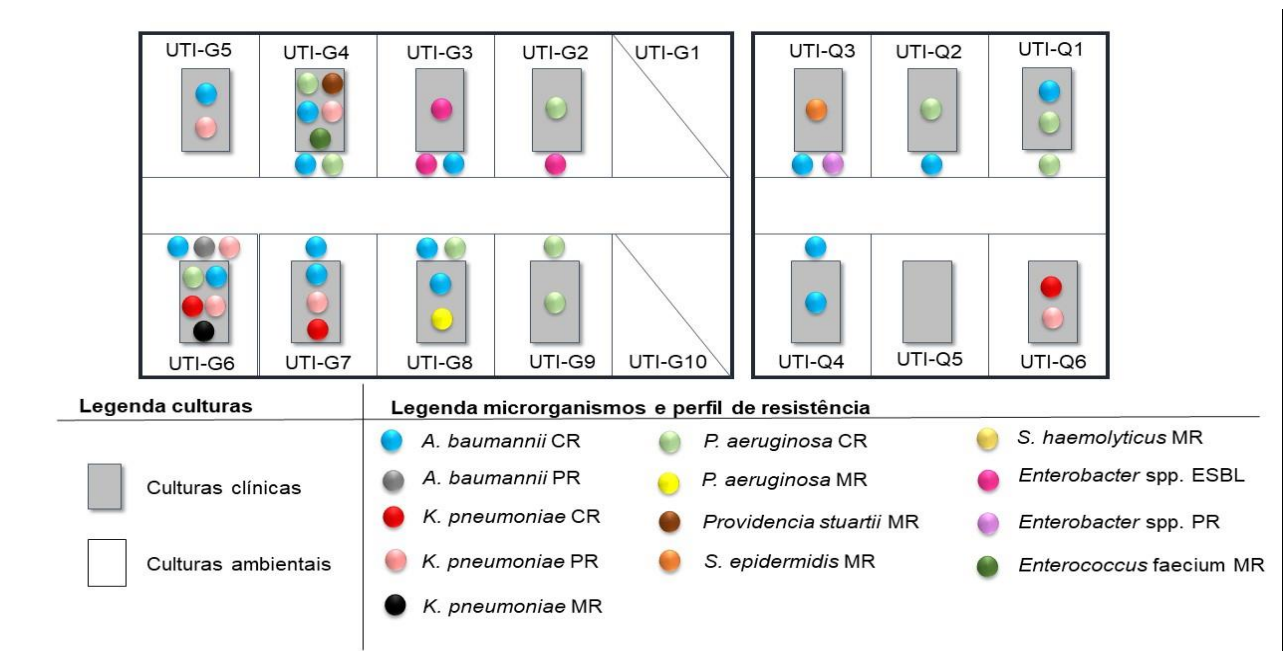 UTI-G5 UTI-G4 UTI-G3 UTI-G2 UTI-G1 UTI-Q3 UTI-Q2 UTI-Q1
UTI-G6 UTI-G7 UTI-G8 UTI-G9 UTI-G10 UTI-Q4 UTI-Q5 UTI-Q6
Legenda culturas
Culturas clínicas
Culturas ambientais
Legenda microrganismos e perfil de resistência
A. baumannii CR
A. baumannii PR
K. pneumoniae CR
K. pneumoniae PR
K. pneumoniae MR
P. aeruginosa CR
P. aeruginosa MR
Providencia stuartii MR
S. epidermidis MR
S. haemolyticus MR
Enterobacter spp. ESBL
Enterobacter spp. PR
Enterococcus faecium MR